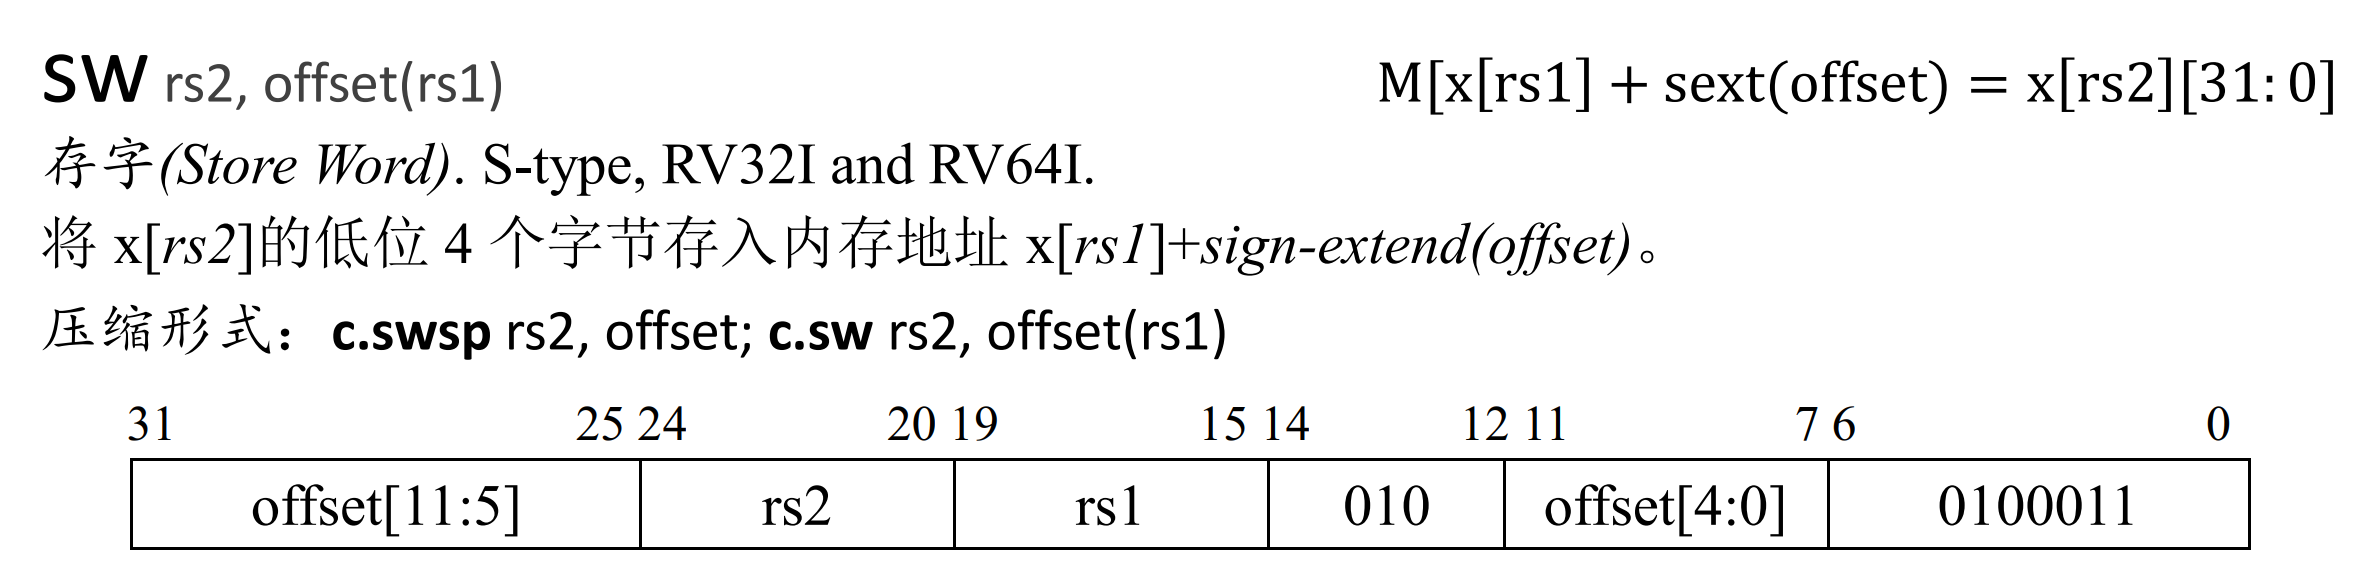 sw rs2, offset(rs1) M[x[rs1] + sext(offset) = x[rs2][31: 0]
存字(Store Word). S-type, RV32I and RV64I.
将 x[rs2]的低位 4 个字节存入内存地址 x[rs1]+sign-extend(offset)。
压缩形式：c.swsp rs2, offset; c.sw rs2, offset(rs1)
31 25 24 20 19 15 14 12 11 7 6 0
offset[11:5] rs2 rs1 010 offset[4:0] 0100011